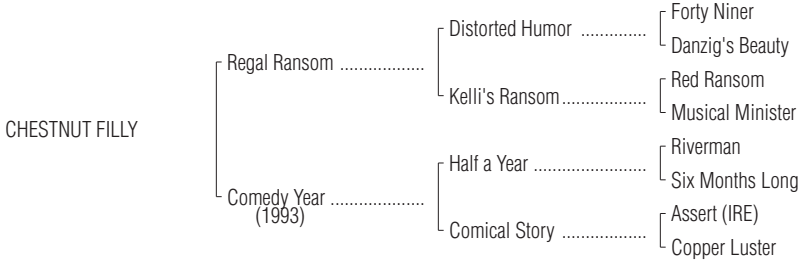 Forty Niner
Distorted Humor ..............
Danzig's Beauty
Regal Ransom ..................
Red Ransom
Kelli's Ransom..................
Musical Minister
CHESTNUT FILLY
Riverman
Half a Year ........................
Six Months Long
Comedy Year ....................
(1993)
Assert (IRE)
Comical Story ..................
Copper Luster